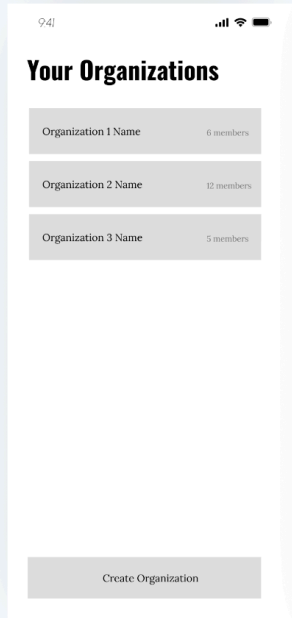 9:41
Your Organizations
Organization 1 Name 6 members
Organization 2 Name 12 members
Organization 3 Name 5 members
Create Organization